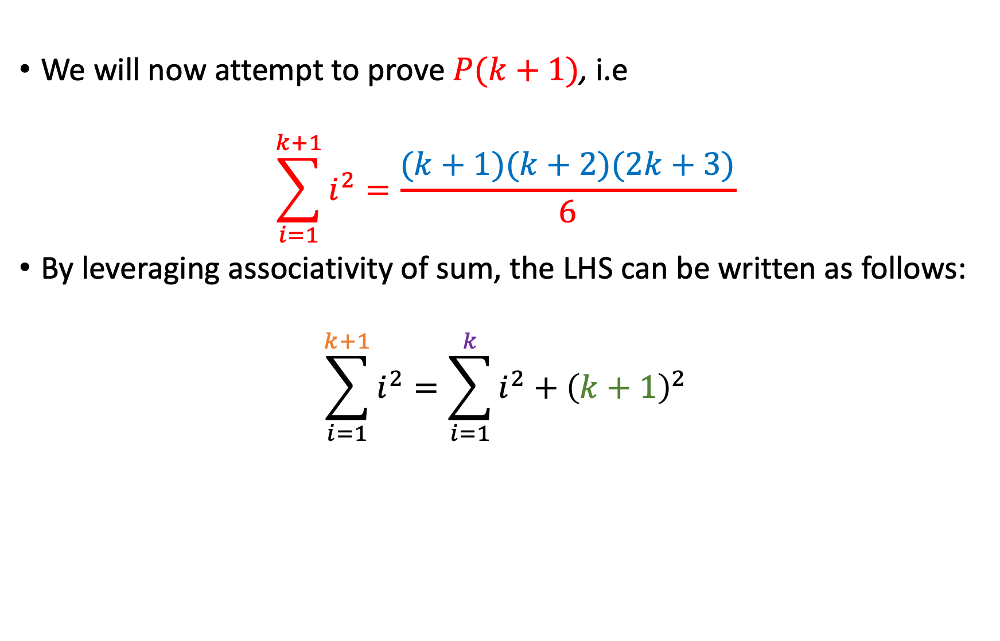 • We will now attempt to prove P(k + 1), i.e
$$\sum_{i=1}^{k+1} i^2 = \frac{(k + 1)(k + 2)(2k + 3)}{6}$$
• By leveraging associativity of sum, the LHS can be written as follows:
$$\sum_{i=1}^{k+1} i^2 = \sum_{i=1}^{k} i^2 + (k + 1)^2$$